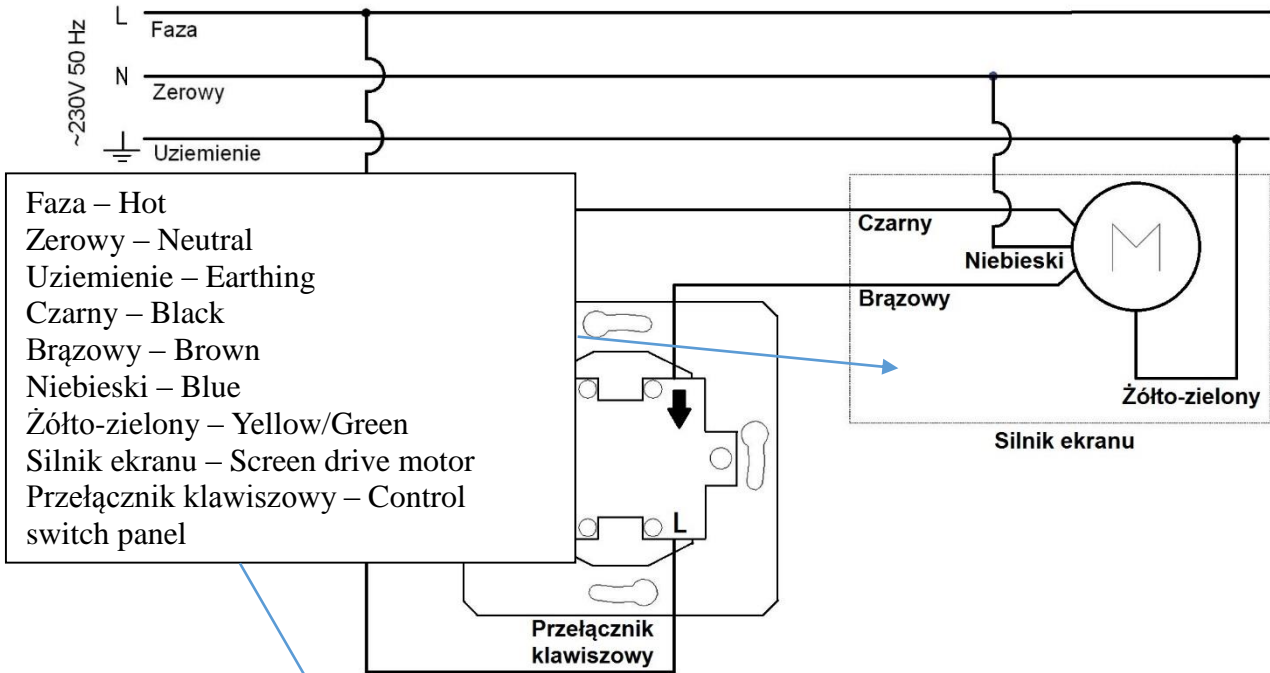 ~230V 50 Hz
L
Faza
N
Zerowy
Uziemienie
Faza – Hot
Zerowy – Neutral
Uziemienie – Earthing
Czarny – Black
Brązowy – Brown
Niebieski – Blue
Żółto-zielony – Yellow/Green
Silnik ekranu – Screen drive motor
Przełącznik klawiszowy – Control
switch panel
Czarny
Niebieski
M
Brązowy
Żółto-zielony
Silnik ekranu
L
Przełącznik
klawiszowy